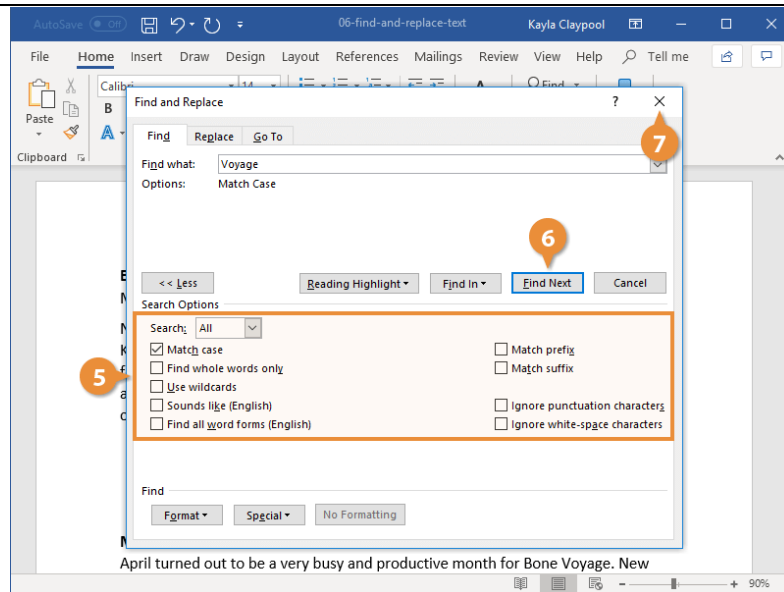 AutoSave Off 06-find-and-replace-text Kayla Claypool
File Home Insert Draw Design Layout References Mailings Review View Help Tell me
Calibri 14 Find
Paste B A
Clipboard
Find and Replace ? ×
7
Find Replace Go To
Find what: Voyage
Options: Match Case
6
<< Less Reading Highlight Find In Find Next Cancel
Search Options
Search: All
Match case Match prefix
Find whole words only Match suffix
5
Use wildcards
Sounds like (English) Ignore punctuation characters
Find all word forms (English) Ignore white-space characters
Find
Format Special No Formatting
April turned out to be a very busy and productive month for Bone Voyage. New
90%